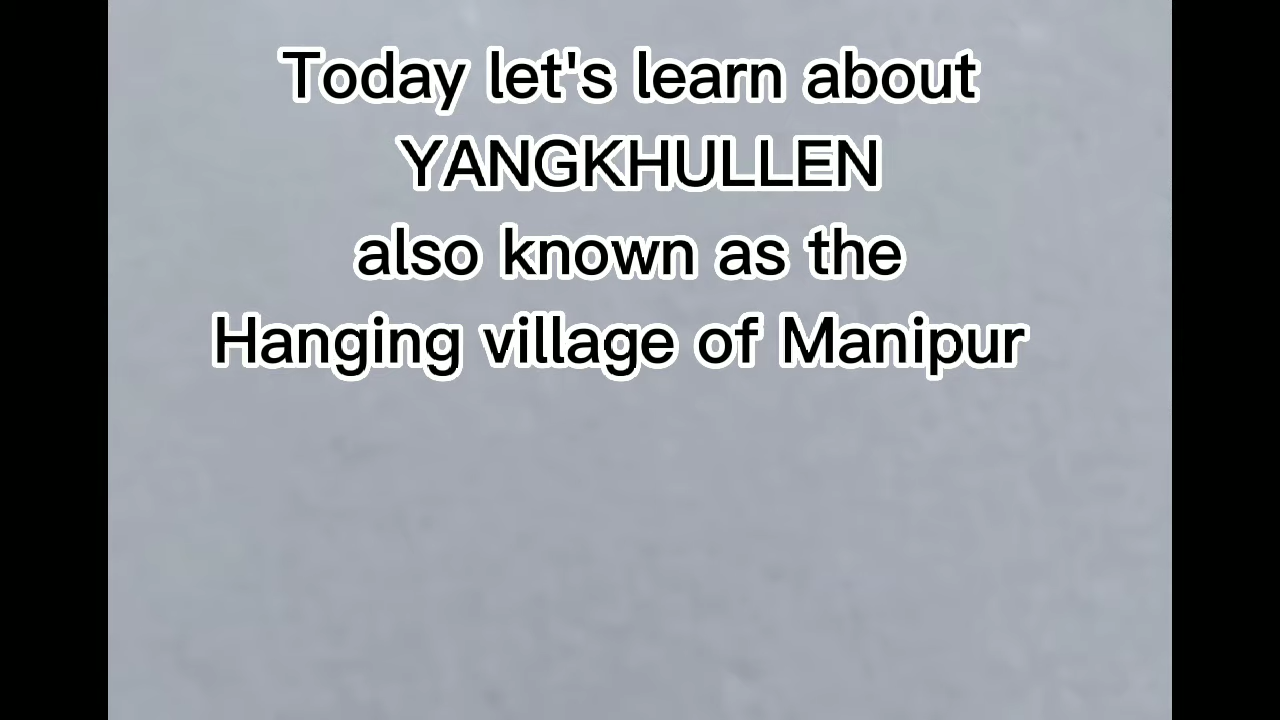 Today let's learn about
YANGKHULLEN
also known as the
Hanging village of Manipur